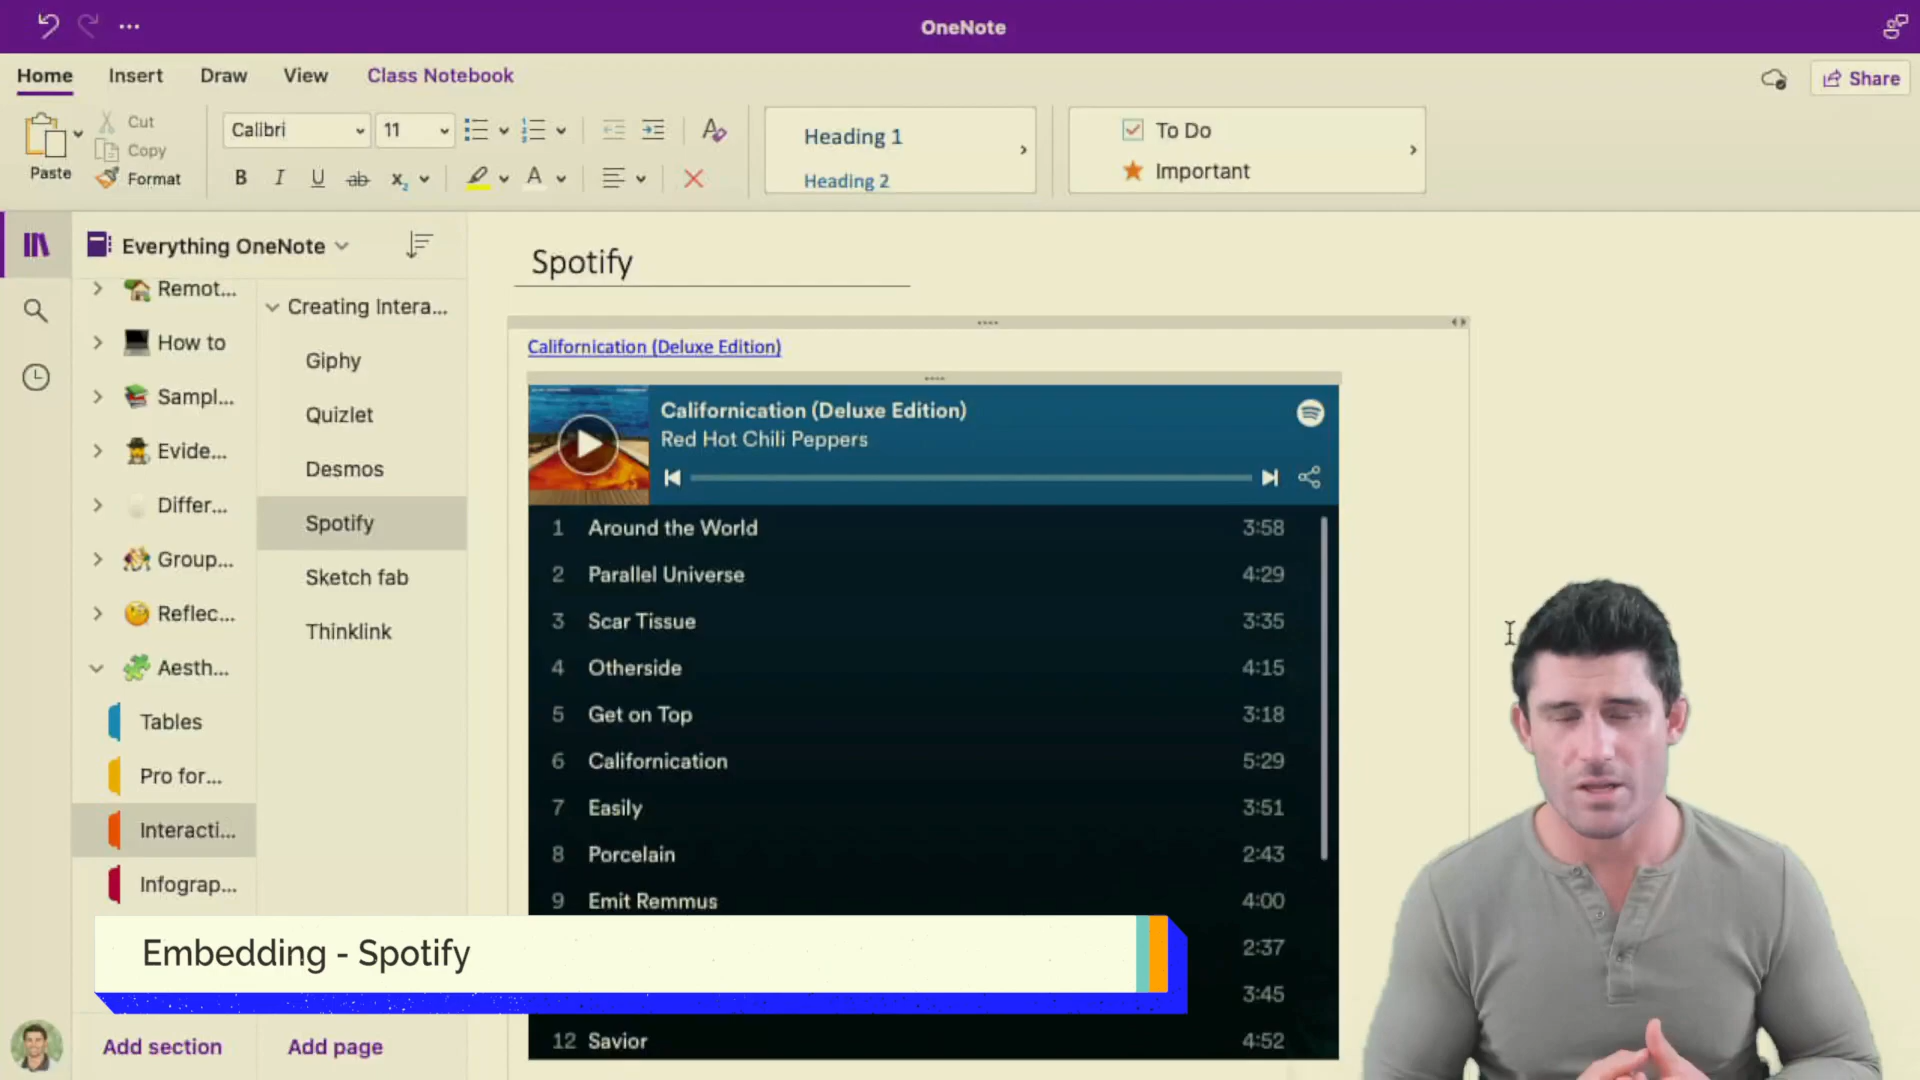 OneNote
Home Insert Draw View Class Notebook
Share
Paste
Cut
Copy
Format
Calibri 11
B I U ab x₂ A
Heading 1
Heading 2
To Do
Important
Everything OneNote
Remot...
How to
Sampl...
Evide...
Differ...
Group...
Reflec...
Aesth...
Tables
Pro for...
Interacti...
Infograp...
Add section
Creating Intera...
Giphy
Quizlet
Desmos
Spotify
Sketch fab
Thinklink
Add page
Spotify
Californication (Deluxe Edition)
Californication (Deluxe Edition)
Red Hot Chili Peppers
1 Around the World 3:58
2 Parallel Universe 4:29
3 Scar Tissue 3:35
4 Otherside 4:15
5 Get on Top 3:18
6 Californication 5:29
7 Easily 3:51
8 Porcelain 2:43
9 Emit Remmus 4:00
2:37
3:45
12 Savior 4:52
Embedding - Spotify